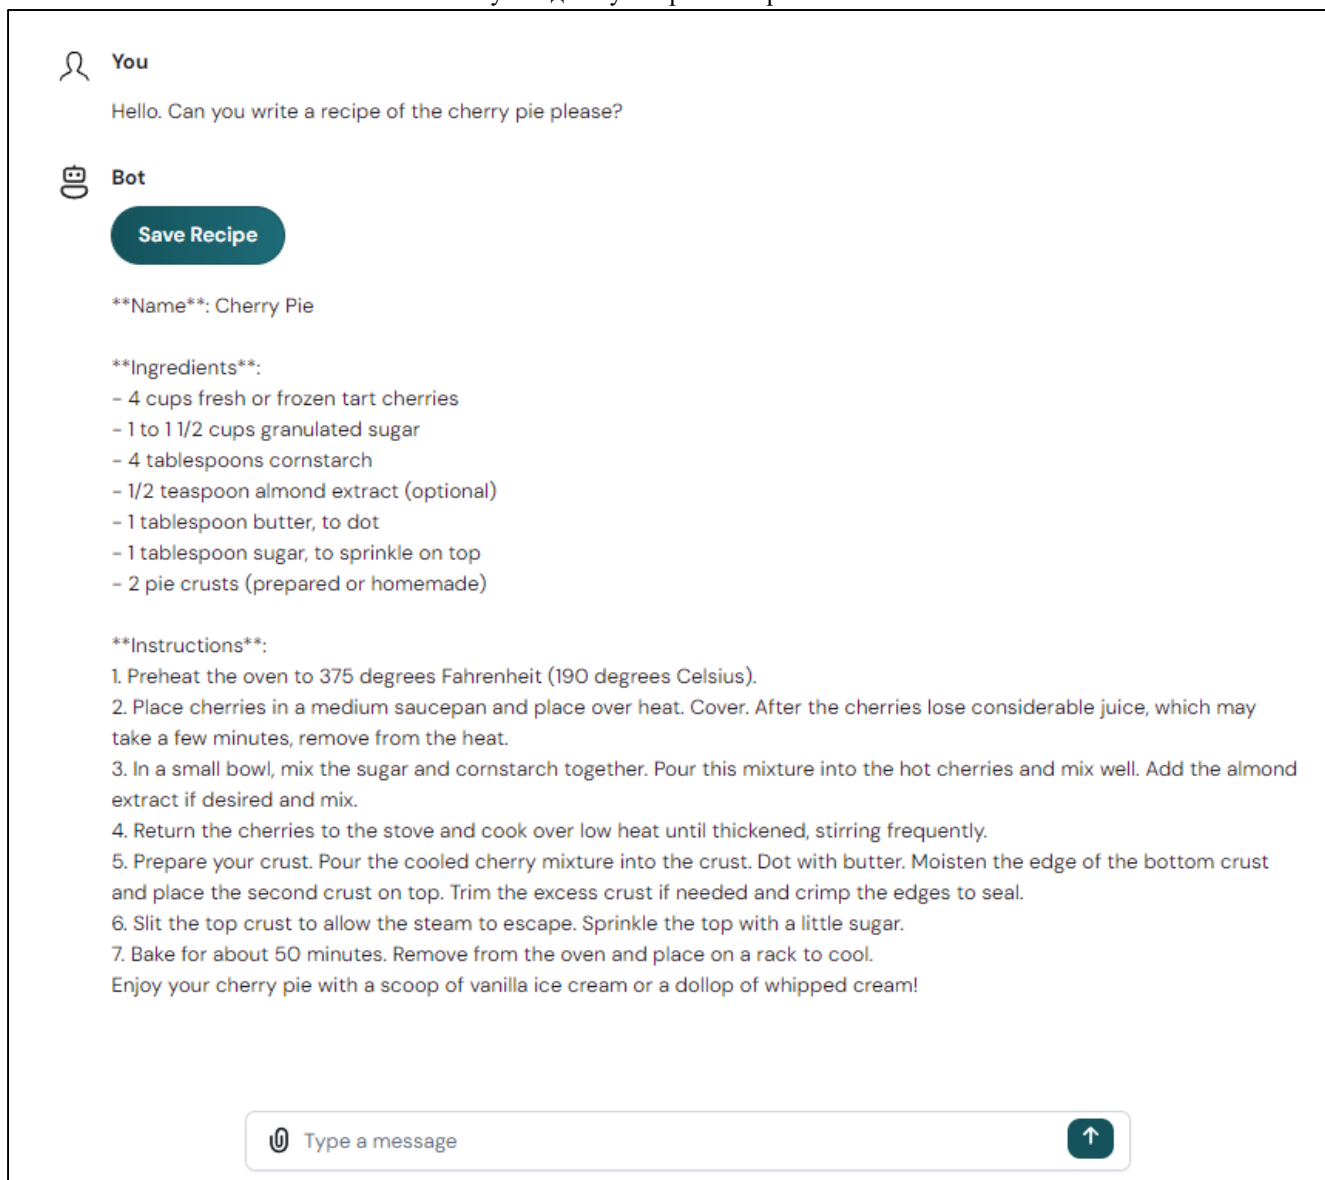 You
Hello. Can you write a recipe of the cherry pie please?
Bot
Save Recipe
**Name**: Cherry Pie
**Ingredients**:
- 4 cups fresh or frozen tart cherries
- 1 to 1 1/2 cups granulated sugar
- 4 tablespoons cornstarch
- 1/2 teaspoon almond extract (optional)
- 1 tablespoon butter, to dot
- 1 tablespoon sugar, to sprinkle on top
- 2 pie crusts (prepared or homemade)
**Instructions**:
1. Preheat the oven to 375 degrees Fahrenheit (190 degrees Celsius).
2. Place cherries in a medium saucepan and place over heat. Cover. After the cherries lose considerable juice, which may
take a few minutes, remove from the heat.
3. In a small bowl, mix the sugar and cornstarch together. Pour this mixture into the hot cherries and mix well. Add the almond
extract if desired and mix.
4. Return the cherries to the stove and cook over low heat until thickened, stirring frequently.
5. Prepare your crust. Pour the cooled cherry mixture into the crust. Dot with butter. Moisten the edge of the bottom crust
and place the second crust on top. Trim the excess crust if needed and crimp the edges to seal.
6. Slit the top crust to allow the steam to escape. Sprinkle the top with a little sugar.
7. Bake for about 50 minutes. Remove from the oven and place on a rack to cool.
Enjoy your cherry pie with a scoop of vanilla ice cream or a dollop of whipped cream!
Type a message